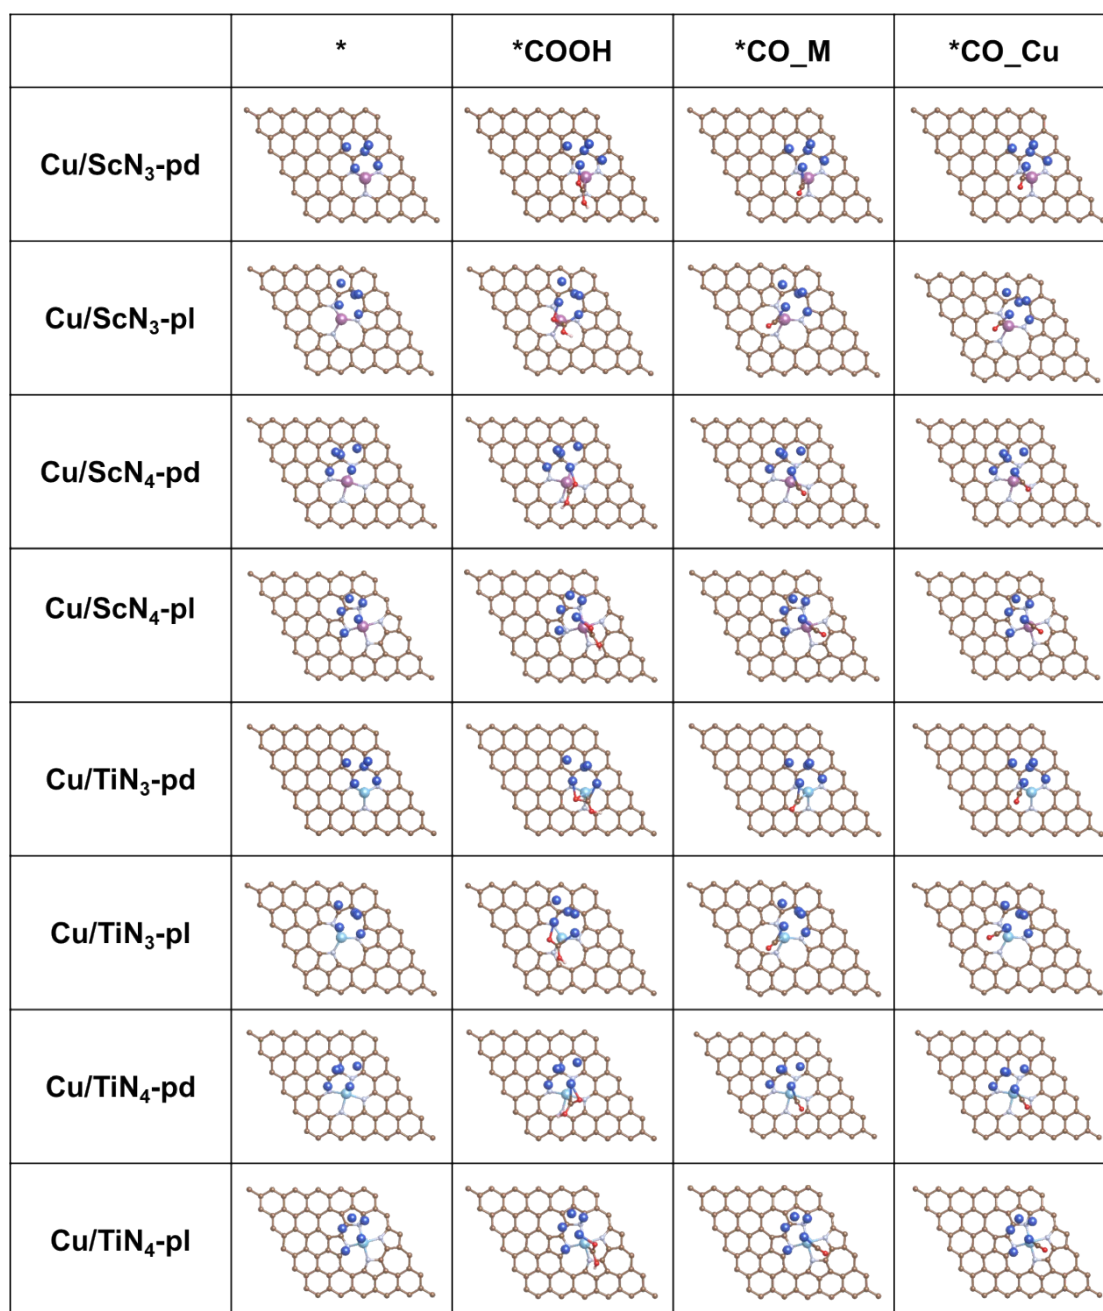 * *COOH *CO_M *CO_Cu
Cu/ScN₃-pd
Cu/ScN₃-pl
Cu/ScN₄-pd
Cu/ScN₄-pl
Cu/TiN₃-pd
Cu/TiN₃-pl
Cu/TiN₄-pd
Cu/TiN₄-pl